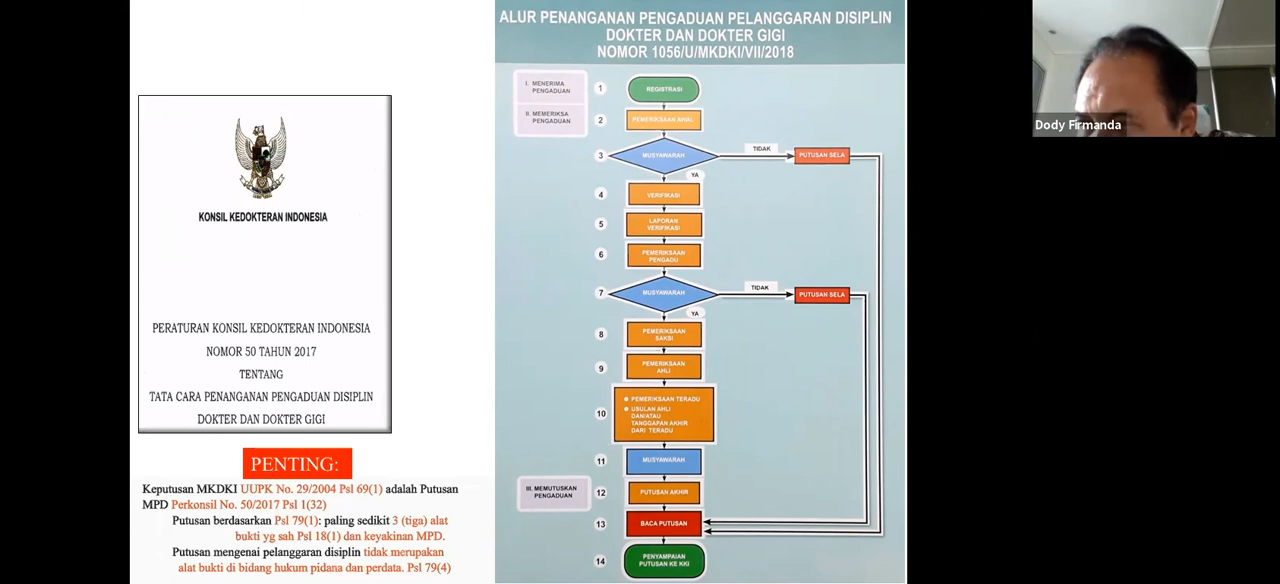 KONSIL KEDOKTERAN INDONESIA
PERATURAN KONSIL KEDOKTERAN INDONESIA
NOMOR 50 TAHUN 2017
TENTANG
TATA CARA PENANGANAN PENGADUAN DISIPLIN
DOKTER DAN DOKTER GIGI
PENTING:
Keputusan MKDKI UUPK No. 29/2004 Psl 69(1) adalah Putusan
MPD Perkonsil No. 50/2017 Psl 1(32)
Putusan berdasarkan Psl 79(1): paling sedikit 3 (tiga) alat
bukti yg sah Psl 18(1) dan keyakinan MPD.
Putusan mengenai pelanggaran disiplin tidak merupakan
alat bukti di bidang hukum pidana dan perdata. Psl 79(4)
ALUR PENANGANAN PENGADUAN PELANGGARAN DISIPLIN
DOKTER DAN DOKTER GIGI
NOMOR 1056/U/MKDKI/VII/2018
I. MENERIMA
PENGADUAN
1
REGISTRASI
II. MEMERIKSA
PENGADUAN
2
PEMERIKSAAN AWAL
3
MUSYAWARAH
TIDAK
PUTUSAN SELA
YA
4
VERIFIKASI
5
LAPORAN
VERIFIKASI
6
PEMERIKSAAN
PENGADU
7
MUSYAWARAH
TIDAK
PUTUSAN SELA
YA
8
PEMERIKSAAN
SAKSI
9
PEMERIKSAAN
AHLI
10
PEMERIKSAAN TERADU
USULAN AHLI
DAN/ATAU
TANGGAPAN AKHIR
DARI TERADU
11
MUSYAWARAH
III. MEMUTUSKAN
PENGADUAN
12
PUTUSAN AKHIR
13
BACA PUTUSAN
14
PENYAMPAIAN
PUTUSAN KE KKI
Dody Firmanda